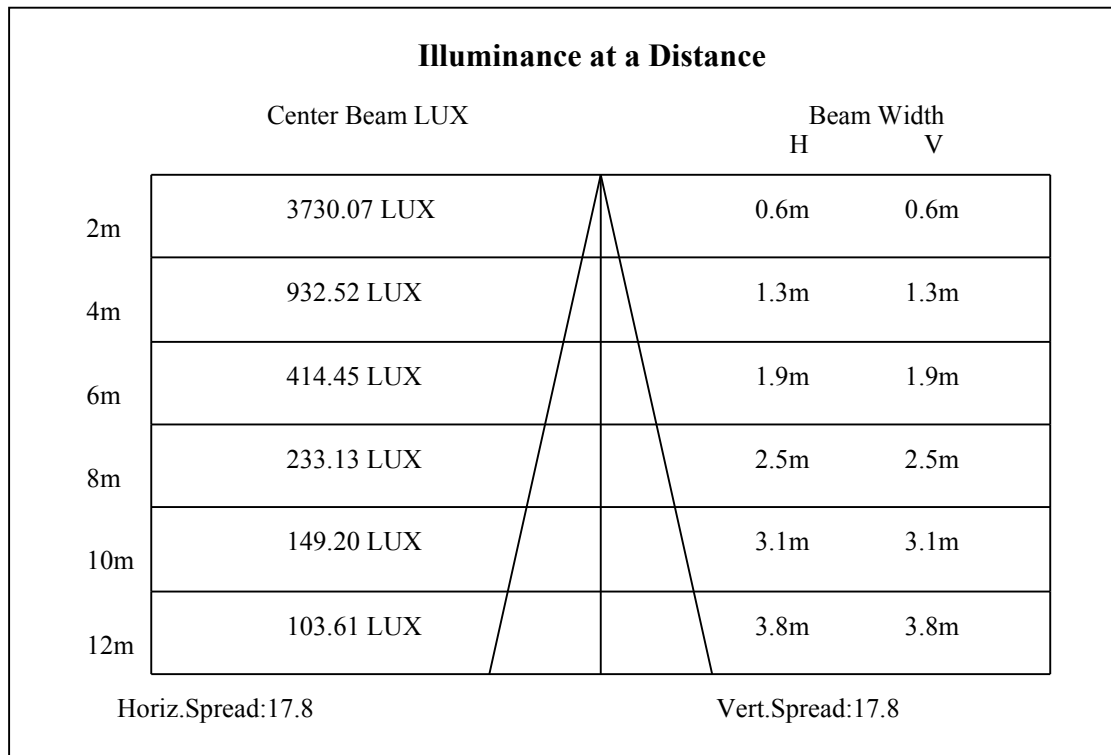 Illuminance at a Distance
Center Beam LUX Beam Width
H V
2m 3730.07 LUX 0.6m 0.6m
4m 932.52 LUX 1.3m 1.3m
6m 414.45 LUX 1.9m 1.9m
8m 233.13 LUX 2.5m 2.5m
10m 149.20 LUX 3.1m 3.1m
12m 103.61 LUX 3.8m 3.8m
Horiz.Spread:17.8 Vert.Spread:17.8